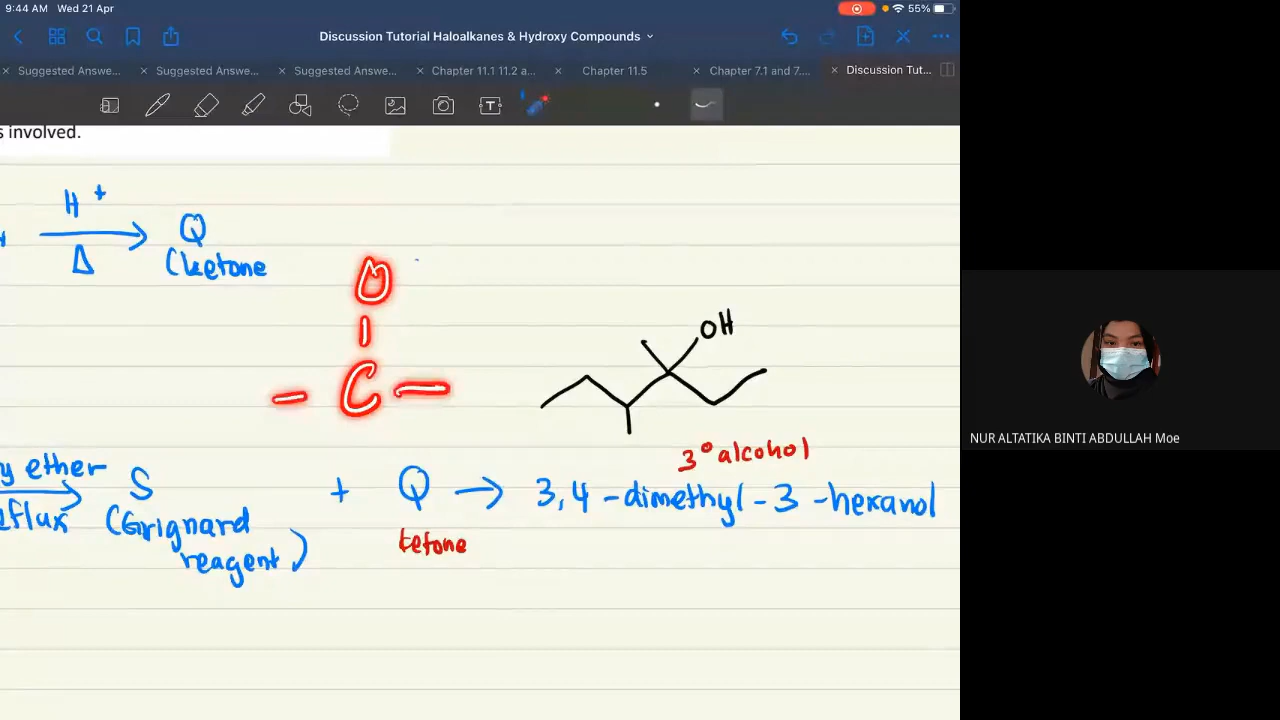 9:44 AM Wed 21 Apr
55%
Discussion Tutorial Haloalkanes & Hydroxy Compounds
Suggested Answe...
Suggested Answe...
Suggested Answe...
Chapter 11.1 11.2 a...
Chapter 11.5
Chapter 7.1 and 7....
Discussion Tut...
s involved.
H +
Δ
Q
(ketone
O
C
OH
3° alcohol
y ether
flux
S
(Grignard
reagent)
+ Q → 3,4 -dimethyl - 3 -hexanol
ketone
NUR ALTATIKA BINTI ABDULLAH Moe